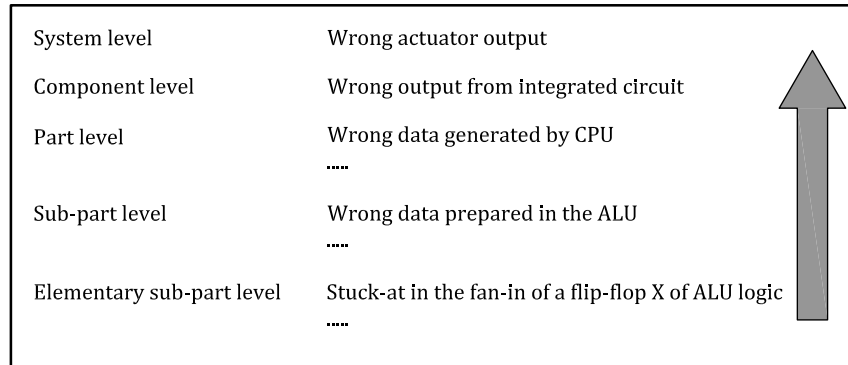 System level Wrong actuator output
Component level Wrong output from integrated circuit
Part level Wrong data generated by CPU
.....
Sub-part level Wrong data prepared in the ALU
.....
Elementary sub-part level Stuck-at in the fan-in of a flip-flop X of ALU logic
.....